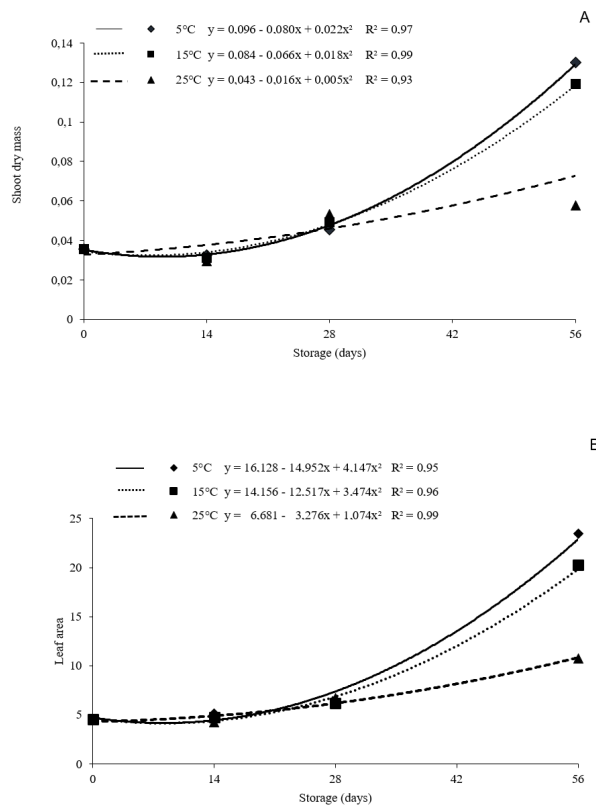 A
5°C y = 0.096 - 0.080x + 0.022x² R² = 0.97
15°C y = 0.084 - 0.066x + 0.018x² R² = 0.99
25°C y = 0,043 - 0,016x + 0,005x² R² = 0,93
0,14
0,12
0,1
0,08
0,06
0,04
0,02
0
Shoot dry mass
0 14 28 42 56
Storage (days)
B
5°C y = 16.128 - 14.952x + 4.147x² R² = 0.95
15°C y = 14.156 - 12.517x + 3.474x² R² = 0.96
25°C y = 6.681 - 3.276x + 1.074x² R² = 0.99
25
20
15
10
5
0
Leaf area
0 14 28 42 56
Storage (days)